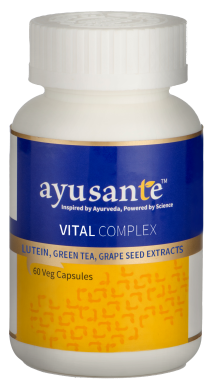 ayusante™
Inspired by Ayurveda, Powered by Science
VITAL COMPLEX
LUTEIN, GREEN TEA, GRAPE SEED EXTRACTS
60 Veg Capsules